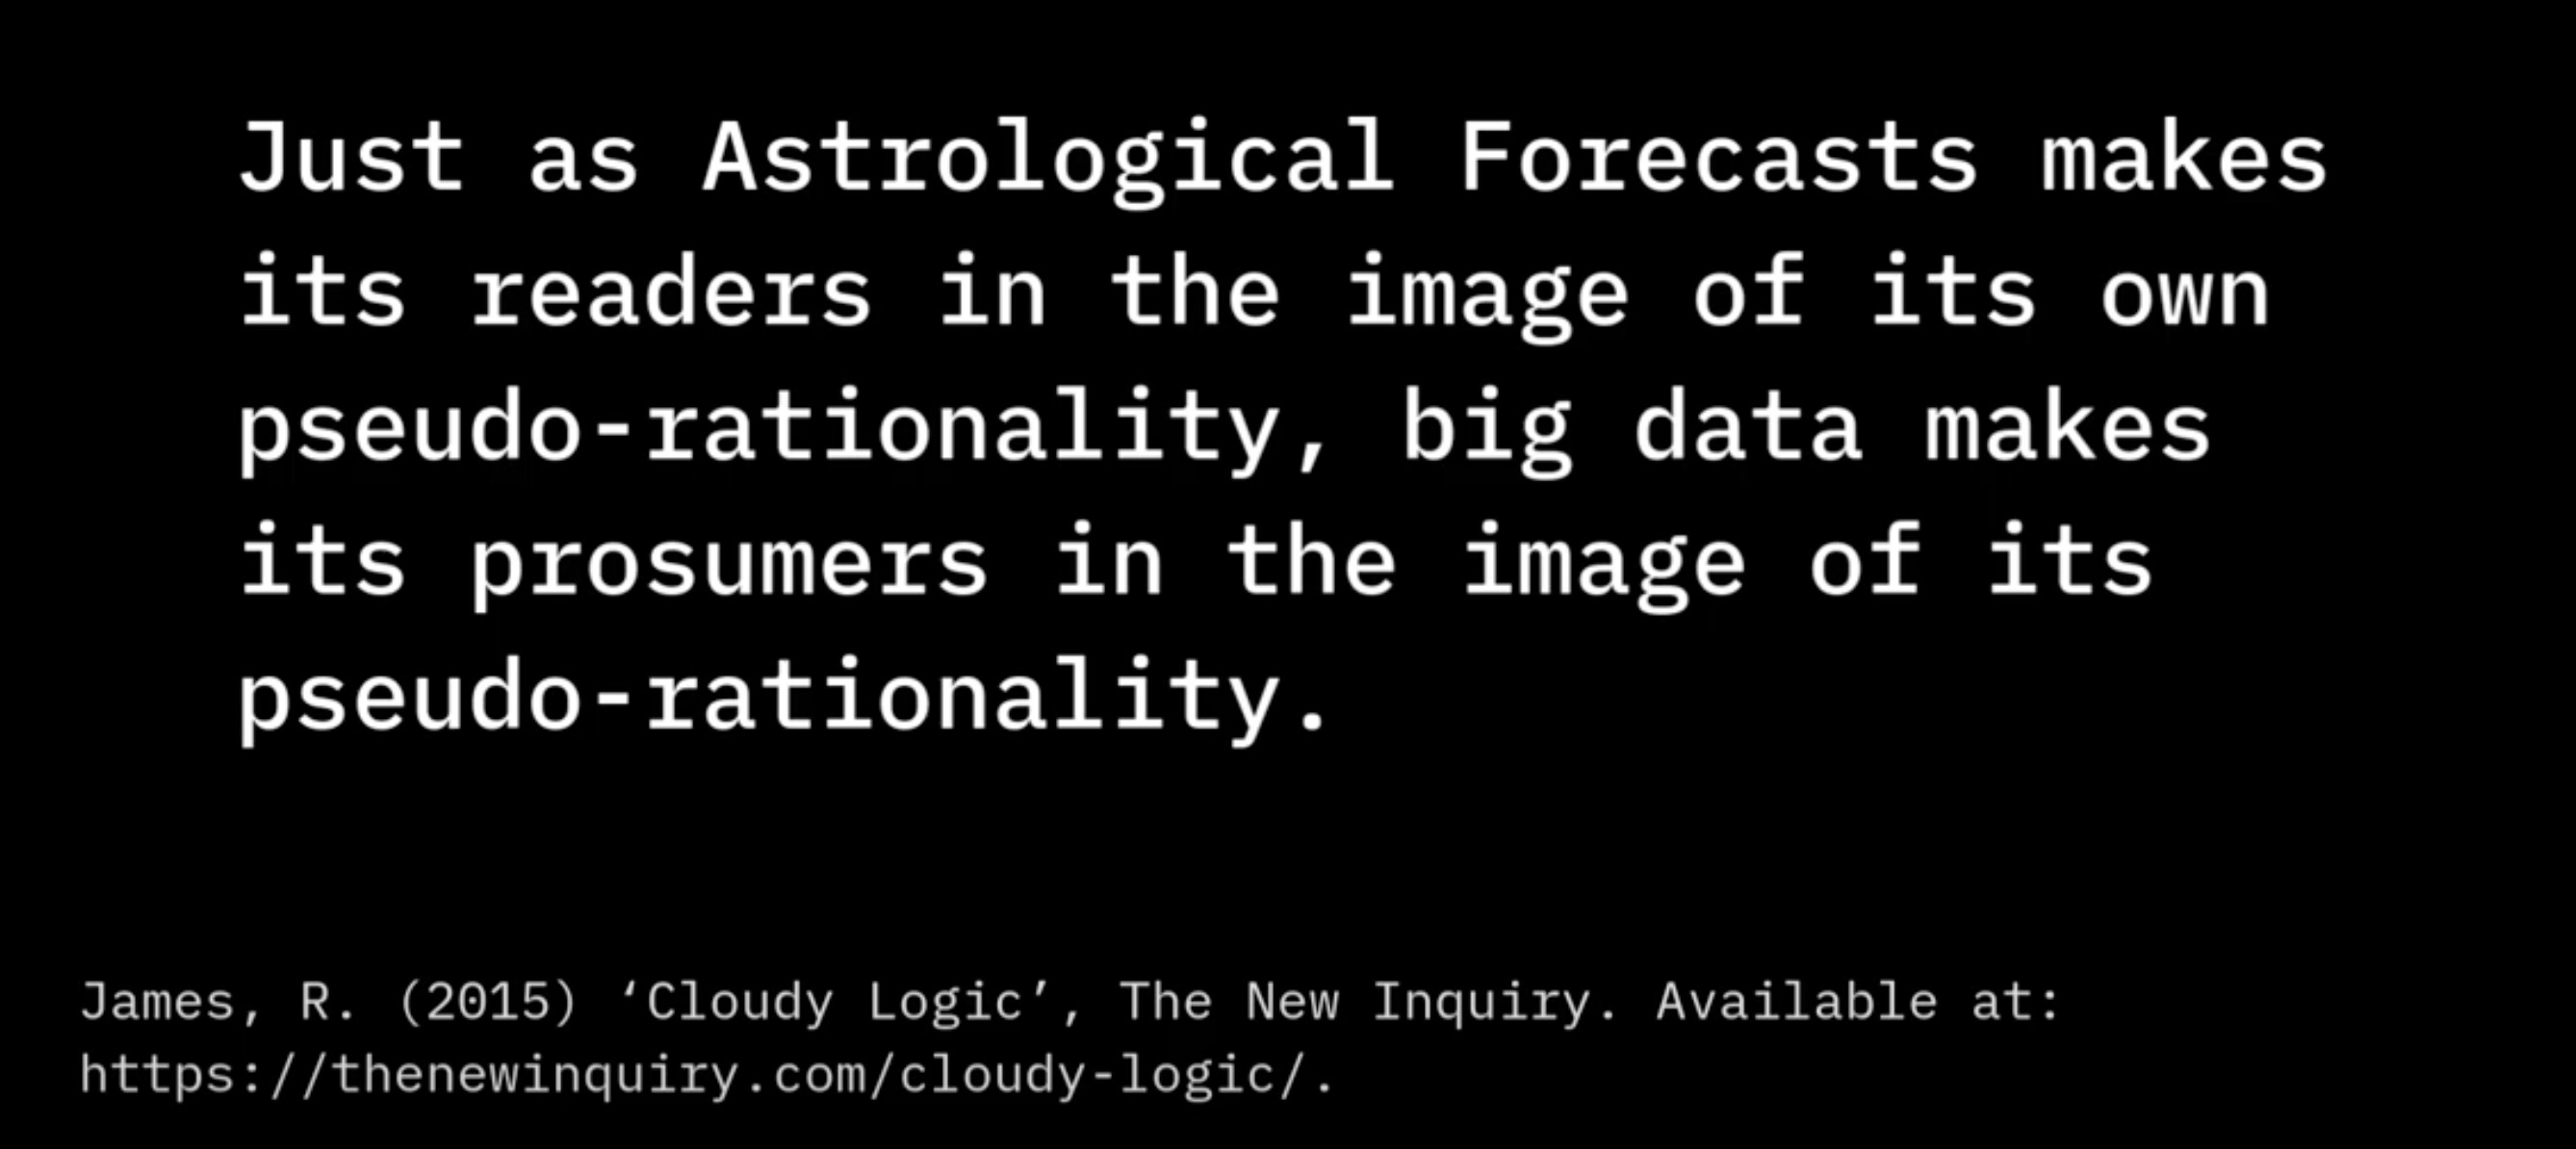 Just as Astrological Forecasts makes
its readers in the image of its own
pseudo-rationality, big data makes
its prosumers in the image of its
pseudo-rationality.
James, R. (2015) ‘Cloudy Logic’, The New Inquiry. Available at:
https://thenewinquiry.com/cloudy-logic/.